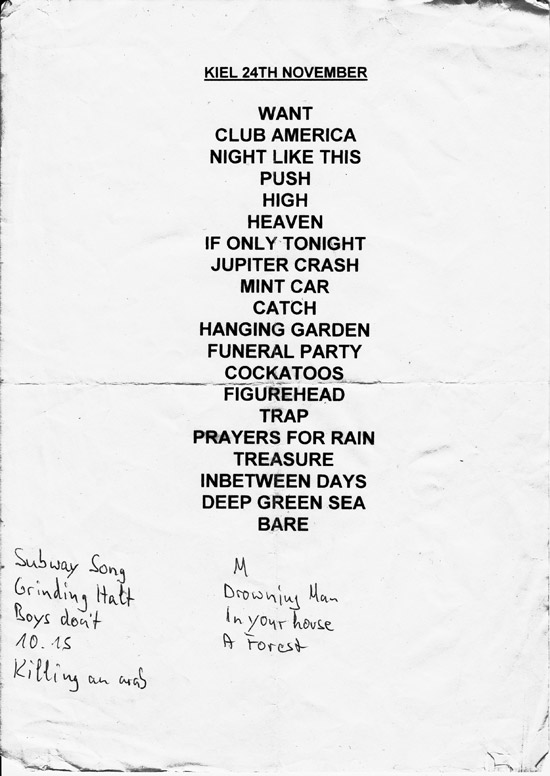 KIEL 24TH NOVEMBER
WANT
CLUB AMERICA
NIGHT LIKE THIS
PUSH
HIGH
HEAVEN
IF ONLY TONIGHT
JUPITER CRASH
MINT CAR
CATCH
HANGING GARDEN
FUNERAL PARTY
COCKATOOS
FIGUREHEAD
TRAP
PRAYERS FOR RAIN
TREASURE
INBETWEEN DAYS
DEEP GREEN SEA
BARE
Subway Song
Grinding Halt
Boys don't
10.15
Killing an arab
M
Drowning Man
In your house
A Forest